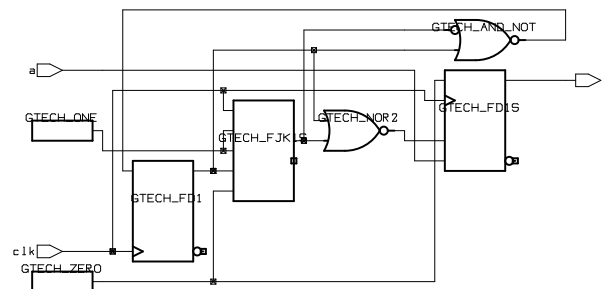 GTECH_AND_NOT
a
GTECH_ONE
GTECH_FJK1S
GTECH_NOR2
GTECH_FD1S
GTECH_FD1
clk
GTECH_ZERO